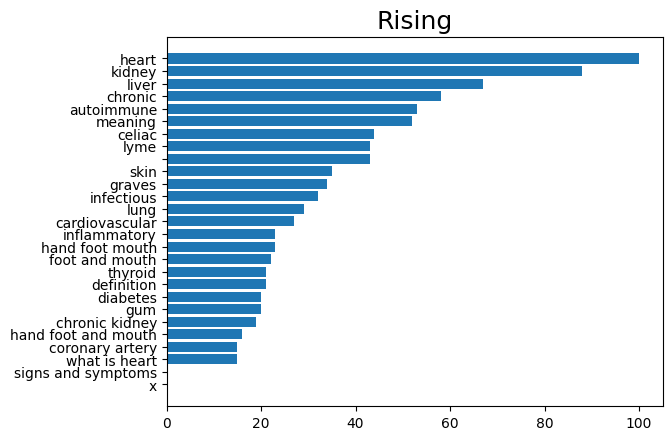 Rising
heart
kidney
liver
chronic
autoimmune
meaning
celiac
lyme
skin
graves
infectious
lung
cardiovascular
inflammatory
hand foot mouth
foot and mouth
thyroid
definition
diabetes
gum
chronic kidney
hand foot and mouth
coronary artery
what is heart
signs and symptoms
x
0 20 40 60 80 100